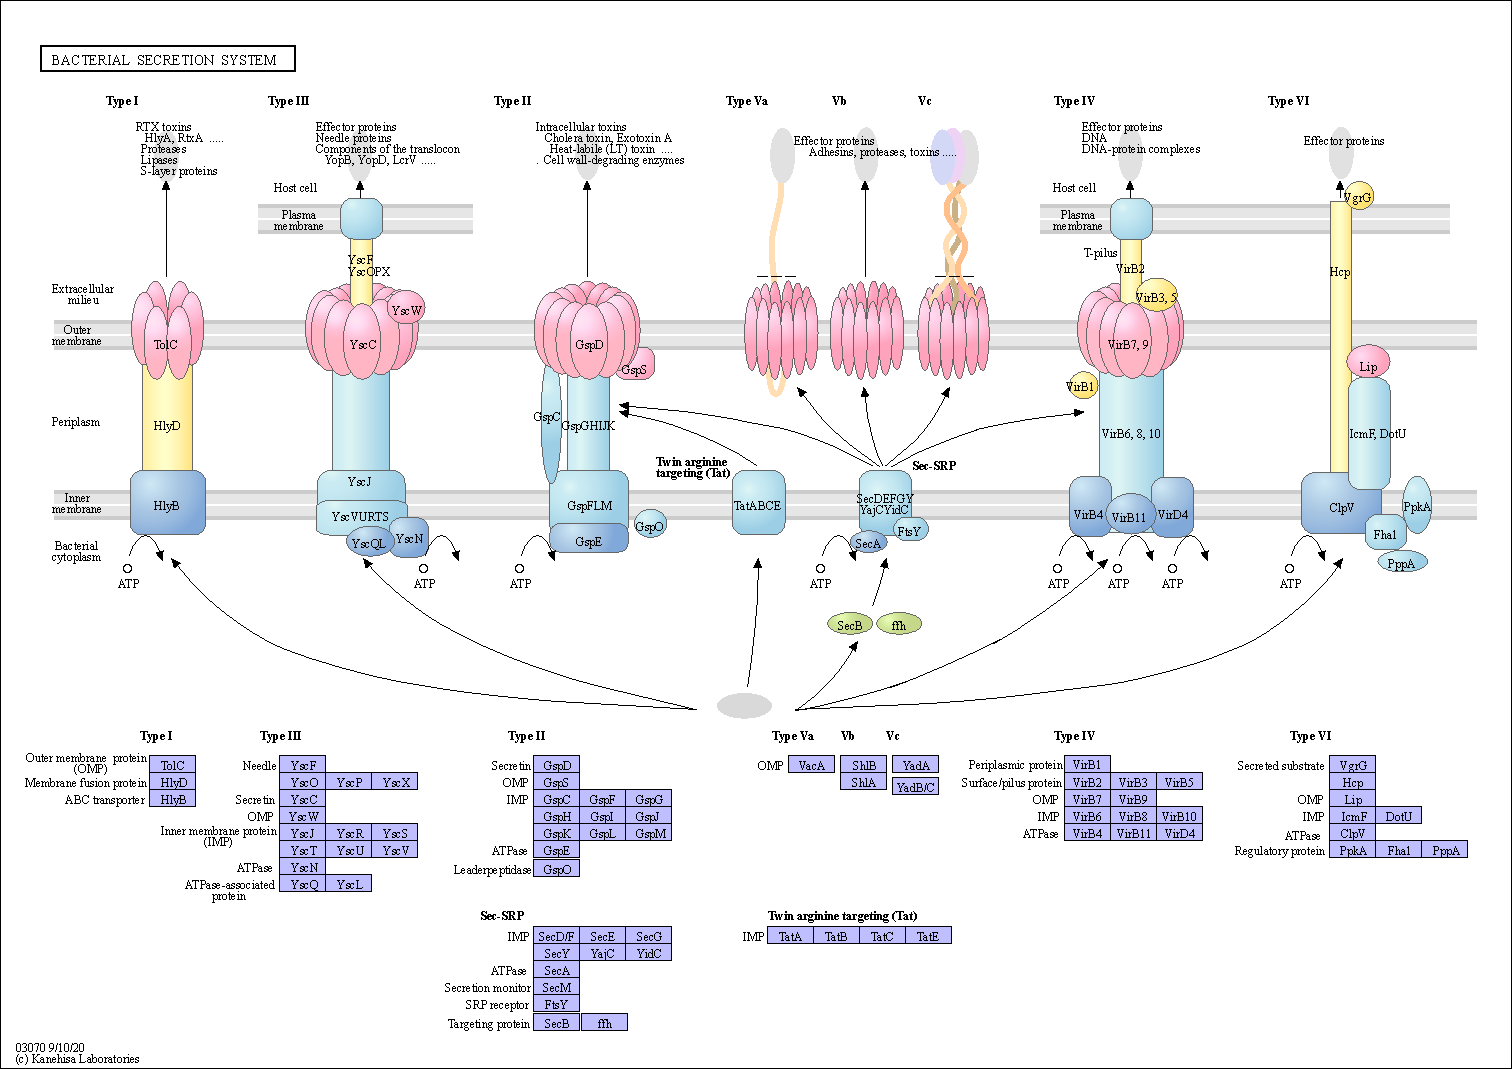 BACTERIAL SECRETION SYSTEM
Type I
Type III
Type II
Type Va
Vb
Vc
Type IV
Type VI
RTX toxins
HlyA, RtxA .....
Proteases
Lipases
S-layer proteins
Effector proteins
Needle proteins
Components of the translocon
YopB, YopD, LcrV .....
Intracellular toxins
Cholera toxin, Exotoxin A
Heat-labile (LT) toxin ....
. Cell wall-degrading enzymes
Effector proteins
Adhesins, proteases, toxins .....
Effector proteins
DNA
DNA-protein complexes
Effector proteins
Host cell
Plasma
membrane
Host cell
Plasma
membrane
VgrG
YscF
YscOPX
T-pilus
VirB2
Hcp
Extracellular
milieu
YscW
VirB3, 5
Outer
membrane
TolC
YscC
GspD
GspS
VirB7, 9
Lip
VirB1
Periplasm
HlyD
GspC
GspGHIJK
VirB6, 8, 10
IcmF, DotU
Twin arginine
targeting (Tat)
Sec-SRP
Inner
membrane
HlyB
YscJ
YscVURTS
GspFLM
GspO
TatABCE
SecDEFGY
YajCYidC
FtsY
VirB4
VirB11
VirD4
ClpV
PpkA
Fha1
PppA
Bacterial
cytoplasm
YscQL
YscN
GspE
SecA
ATP
ATP
ATP
ATP
ATP
ATP
ATP
ATP
SecB
ffh
Type I
Outer membrane protein
(OMP)
TolC
Membrane fusion protein
HlyD
ABC transporter
HlyB
Type III
Needle
YscF
YscO YscP YscX
Secretin
YscC
OMP
YscW
Inner membrane protein
(IMP)
YscJ YscR YscS
YscT YscU YscV
ATPase
YscN
ATPase-associated
protein
YscQ YscL
Type II
Secretin
GspD
OMP
GspS
IMP
GspC GspF GspG
GspH GspI GspJ
GspK GspL GspM
ATPase
GspE
Leaderpeptidase
GspO
Type Va
Vb
Vc
OMP
VacA
ShlB
ShlA
YadA
YadB/C
Type IV
Periplasmic protein
VirB1
Surface/pilus protein
VirB2 VirB3 VirB5
OMP
VirB7 VirB9
IMP
VirB6 VirB8 VirB10
ATPase
VirB4 VirB11 VirD4
Type VI
Secreted substrate
VgrG
Hcp
OMP
Lip
IMP
IcmF DotU
ATPase
ClpV
Regulatory protein
PpkA Fha1 PppA
Sec-SRP
IMP
SecD/F SecE SecG
SecY YajC YidC
ATPase
SecA
Secretion monitor
SecM
SRP receptor
FtsY
Targeting protein
SecB ffh
Twin arginine targeting (Tat)
IMP
TatA TatB TatC TatE
03070 9/10/20
(c) Kanehisa Laboratories